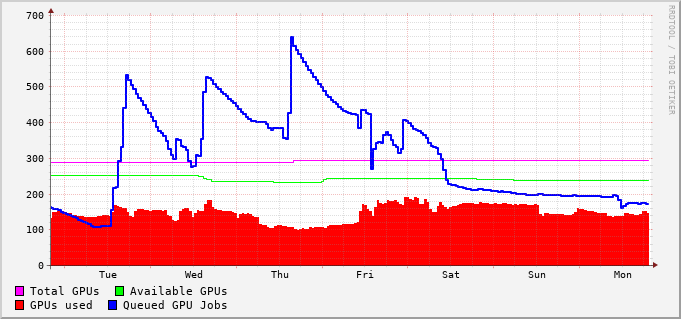 700
600
500
400
300
200
100
0
Tue Wed Thu Fri Sat Sun Mon
Total GPUs Available GPUs
GPUs used Queued GPU Jobs
RRDTOOL / TOBI OETIKER